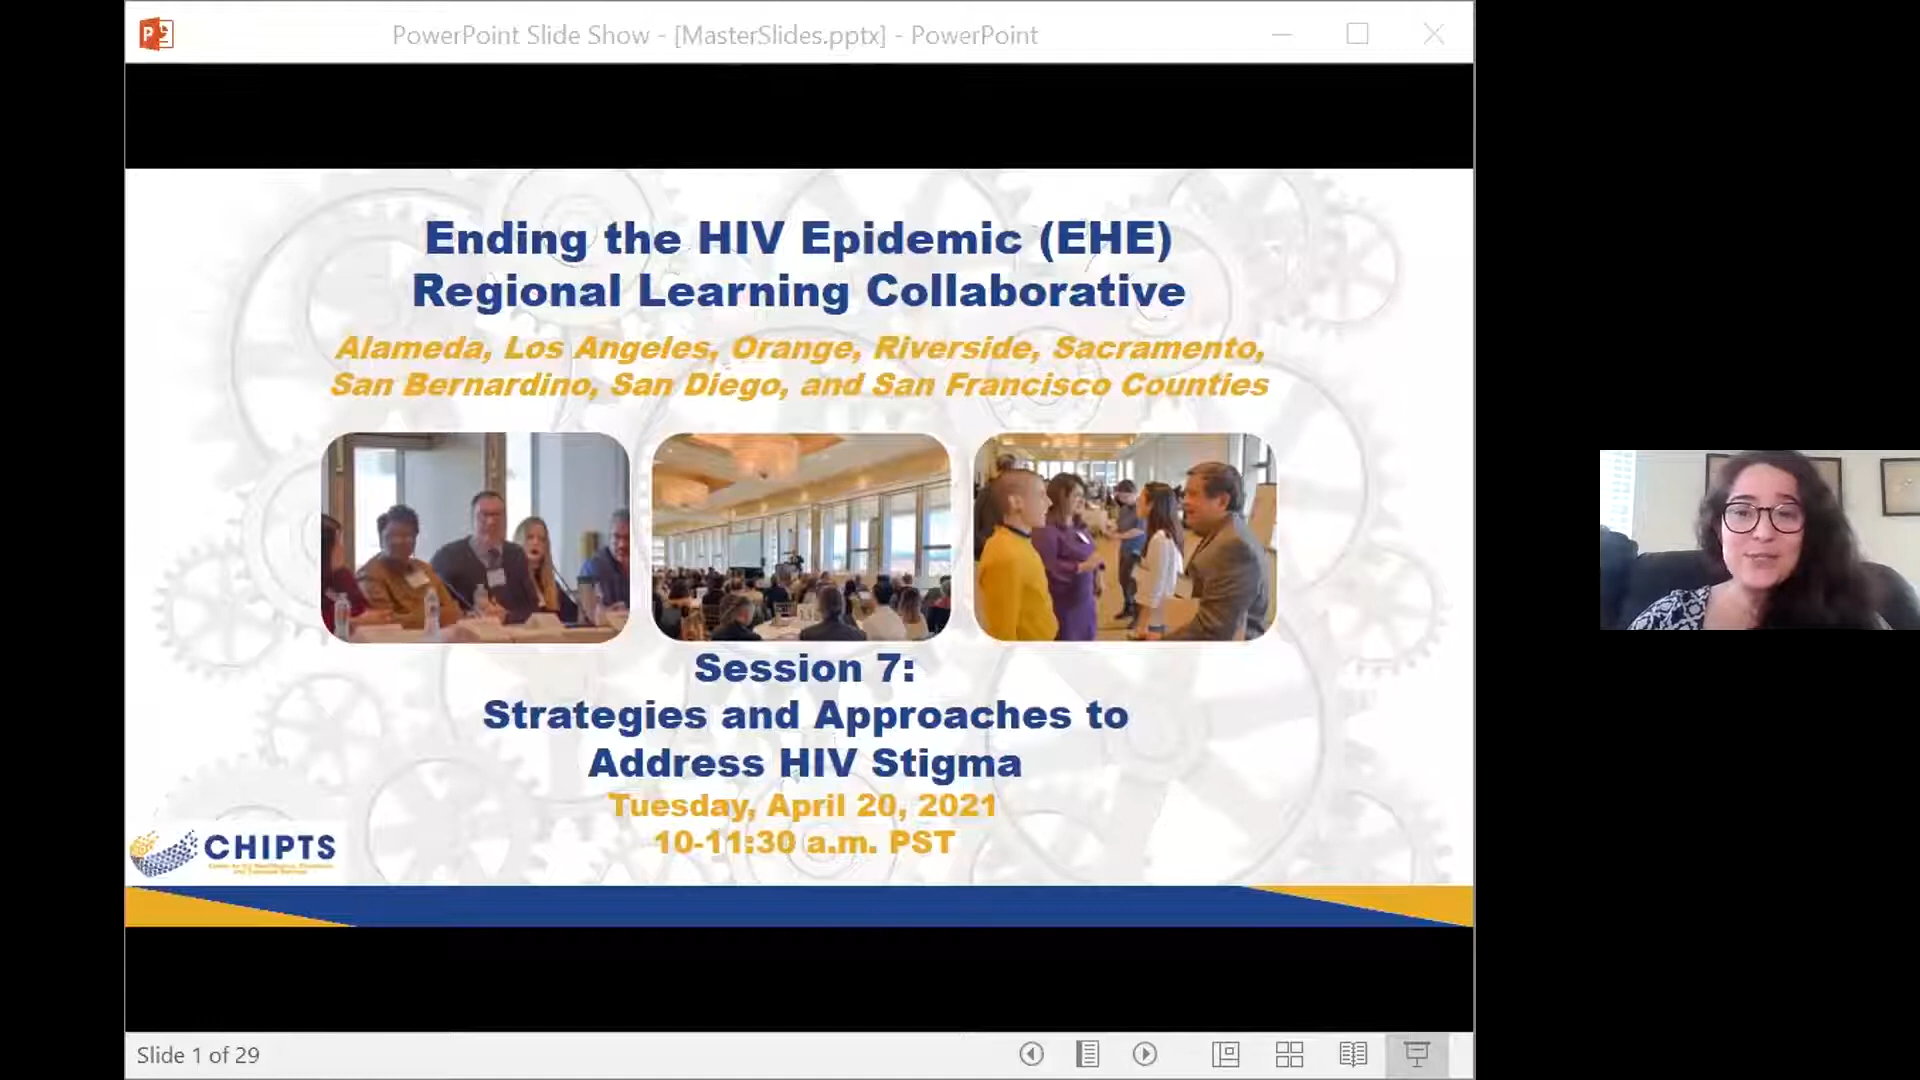 PowerPoint Slide Show - [MasterSlides.pptx] - PowerPoint
Ending the HIV Epidemic (EHE)
Regional Learning Collaborative
Alameda, Los Angeles, Orange, Riverside, Sacramento,
San Bernardino, San Diego, and San Francisco Counties
Session 7:
Strategies and Approaches to
Address HIV Stigma
Tuesday, April 20, 2021
10-11:30 a.m. PST
CHIPTS
Slide 1 of 29